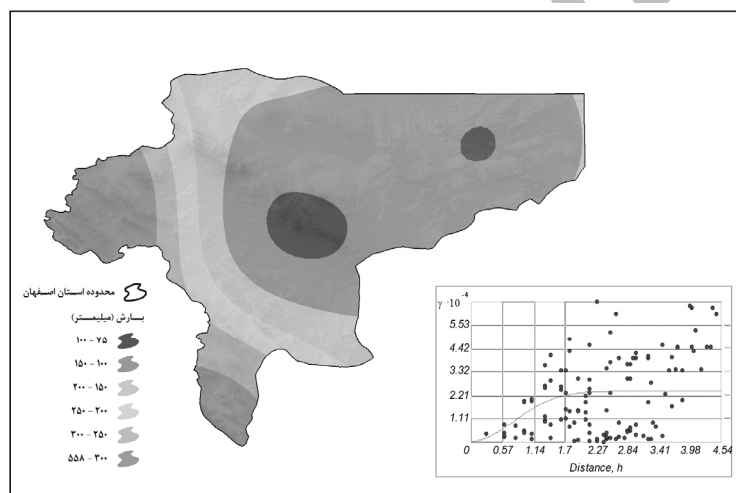 محدوده استان اصفهان
بارش (میلیمتر)
۷۵ - ۱۰۰
۱۰۰ - ۱۵۰
۱۵۰ - ۲۰۰
۲۰۰ - ۲۵۰
۲۵۰ - ۳۰۰
۳۰۰ - ۵۵۸
γ ·10⁻⁴
5.53
4.42
3.32
2.21
1.11
0 0.57 1.14 1.7 2.27 2.84 3.41 3.98 4.54
Distance, h